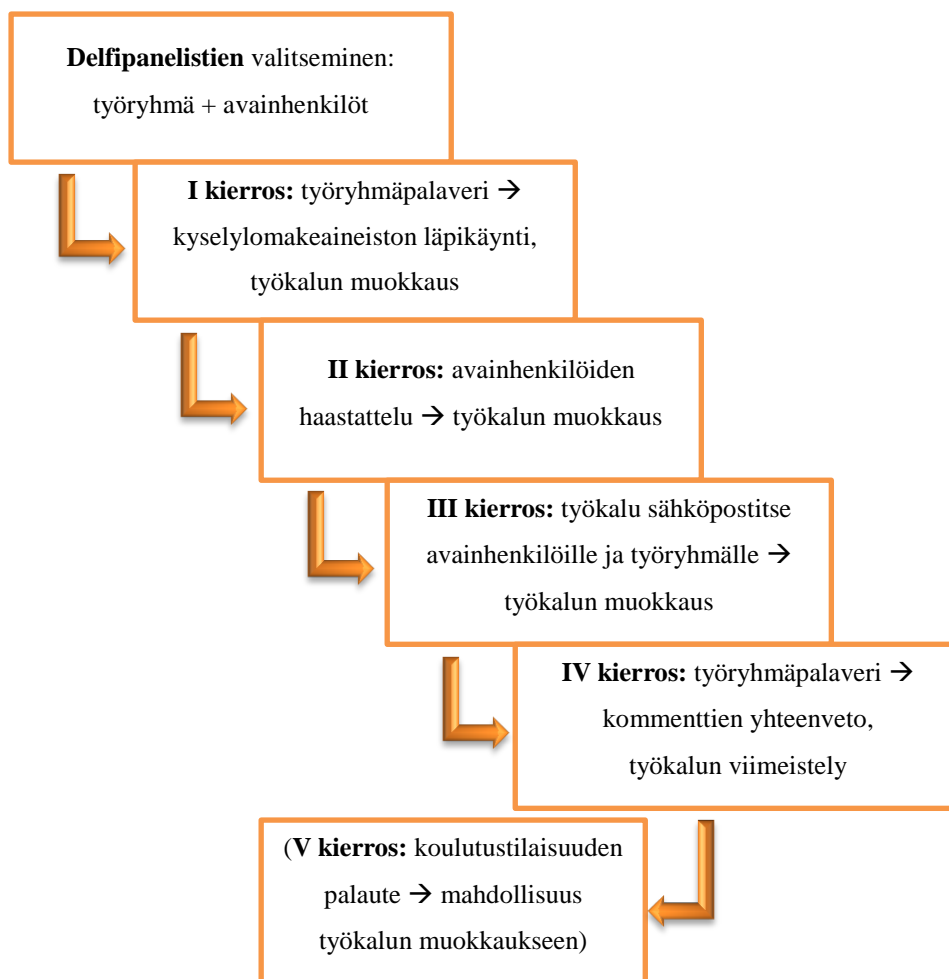 Delfipanelistien valitseminen:
työryhmä + avainhenkilöt
I kierros: työryhmäpalaveri →
kyselylomakeaineiston läpikäynti,
työkalun muokkaus
II kierros: avainhenkilöiden
haastattelu → työkalun muokkaus
III kierros: työkalu sähköpostitse
avainhenkilöille ja työryhmälle →
työkalun muokkaus
IV kierros: työryhmäpalaveri →
kommenttien yhteenveto,
työkalun viimeistely
(V kierros: koulutustilaisuuden
palaute → mahdollisuus
työkalun muokkaukseen)